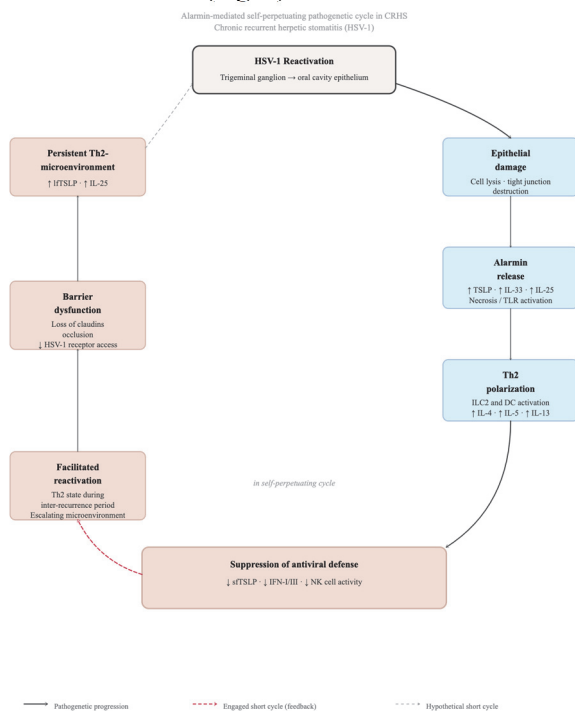 Alarmin-mediated self-perpetuating pathogenetic cycle in CRHS
Chronic recurrent herpetic stomatitis (HSV-1)
HSV-1 Reactivation
Trigeminal ganglion → oral cavity epithelium
Persistent Th2-
microenvironment
↑ lfTSLP · ↑ IL-25
Epithelial
damage
Cell lysis · tight junction
destruction
Alarmin
release
↑ TSLP · ↑ IL-33 · ↑ IL-25
Necrosis / TLR activation
Barrier
dysfunction
Loss of claudins
occlusion
↓ HSV-1 receptor access
Th2
polarization
ILC2 and DC activation
↑ IL-4 · ↑ IL-5 · ↑ IL-13
Facilitated
reactivation
Th2 state during
inter-recurrence period
Escalating microenvironment
in self-perpetuating cycle
Suppression of antiviral defense
↓ sfTSLP · ↓ IFN-I/III · ↓ NK cell activity
Pathogenetic progression
Engaged short cycle (feedback)
Hypothetical short cycle